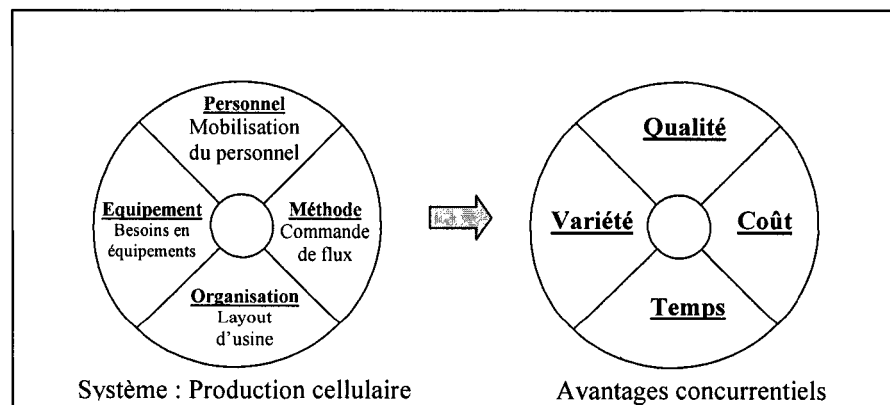 Personnel
Mobilisation
du personnel
Equipement
Besoins en
équipements
Méthode
Commande
de flux
Organisation
Layout
d'usine
Système : Production cellulaire
Qualité
Variété
Coût
Temps
Avantages concurrentiels